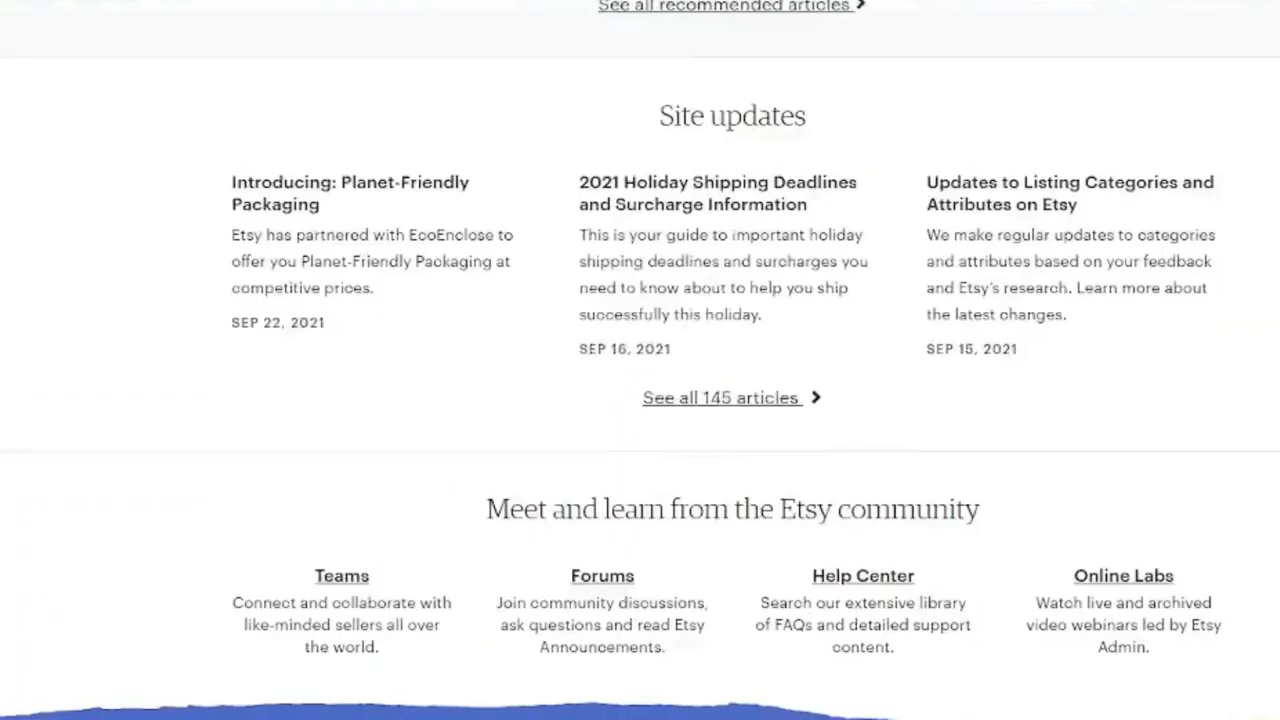 See all recommended articles
Site updates
Introducing: Planet-Friendly
Packaging
Etsy has partnered with EcoEnclose to
offer you Planet-Friendly Packaging at
competitive prices.
SEP 22, 2021
2021 Holiday Shipping Deadlines
and Surcharge Information
This is your guide to important holiday
shipping deadlines and surcharges you
need to know about to help you ship
successfully this holiday.
SEP 16, 2021
Updates to Listing Categories and
Attributes on Etsy
We make regular updates to categories
and attributes based on your feedback
and Etsy's research. Learn more about
the latest changes.
SEP 15, 2021
See all 145 articles
Meet and learn from the Etsy community
Teams
Connect and collaborate with
like-minded sellers all over
the world.
Forums
Join community discussions,
ask questions and read Etsy
Announcements.
Help Center
Search our extensive library
of FAQs and detailed support
content.
Online Labs
Watch live and archived
video webinars led by Etsy
Admin.